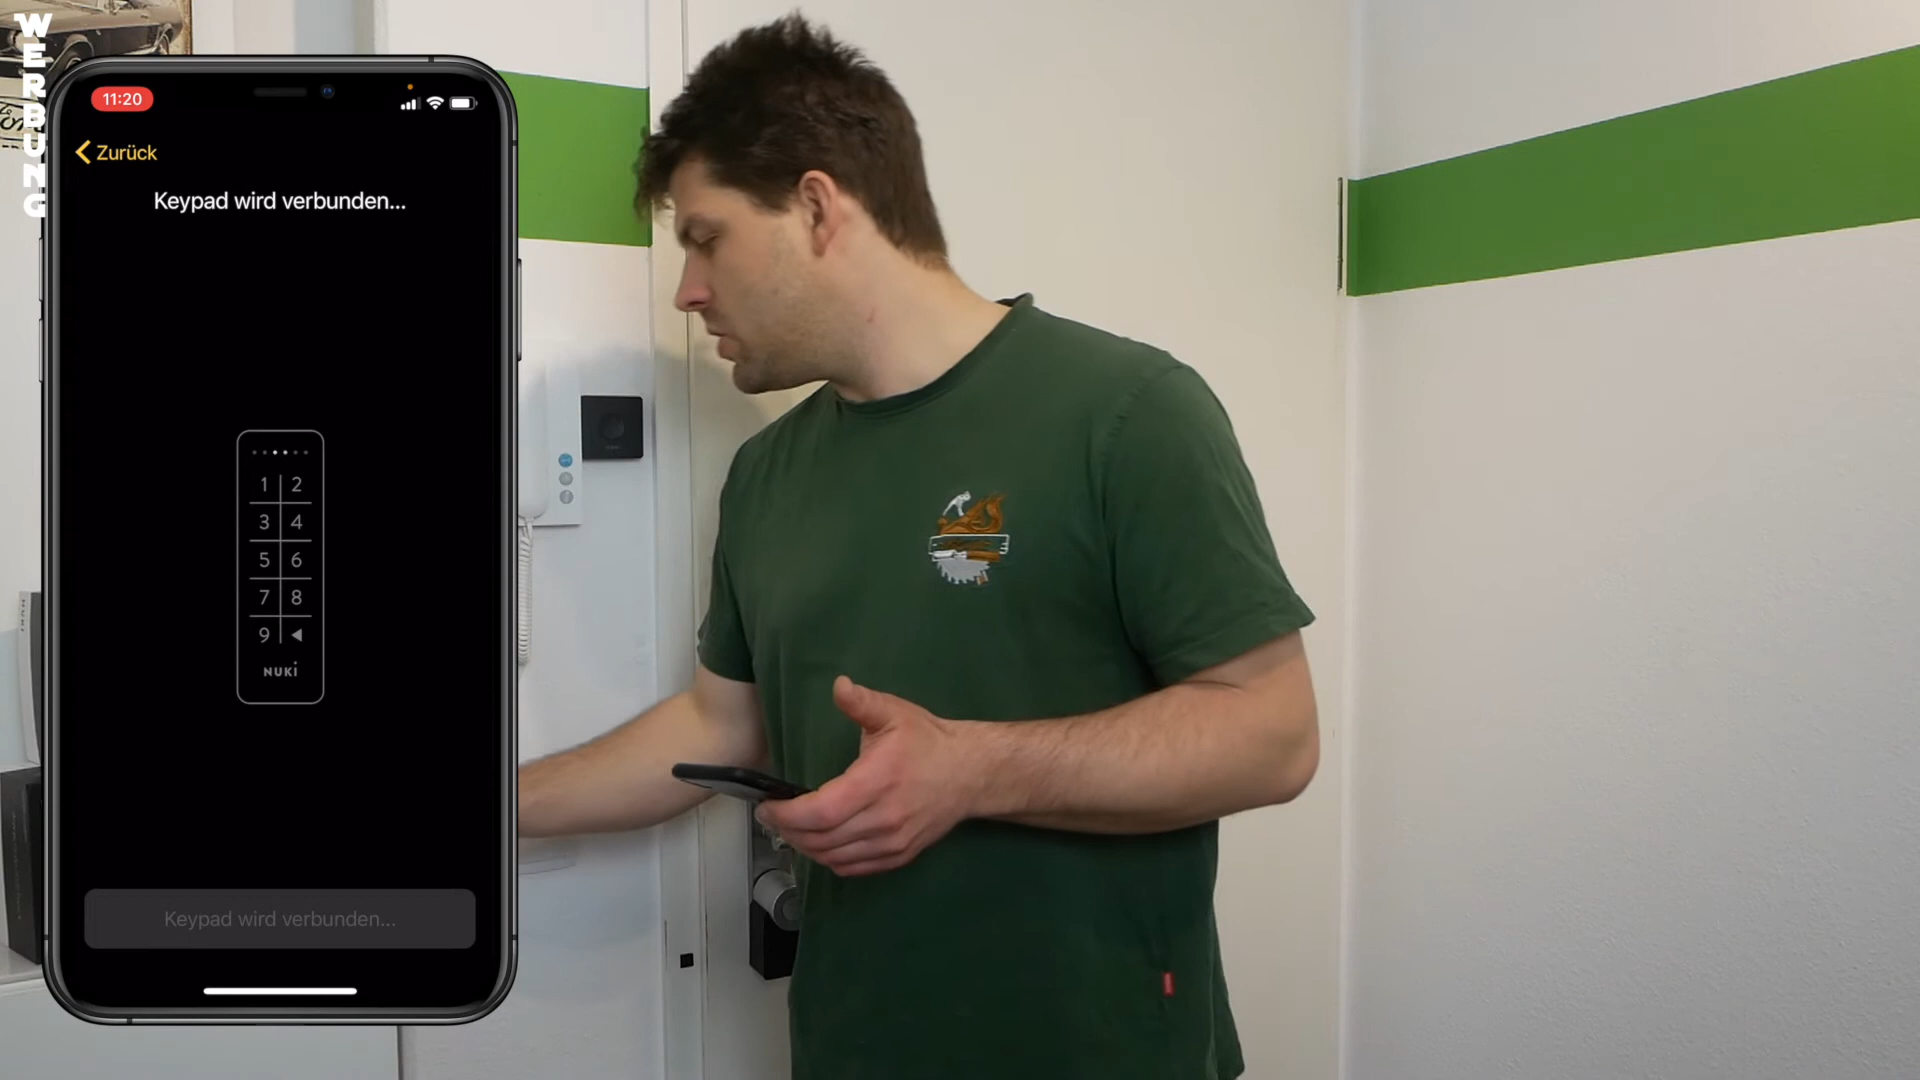 WERBUNG
11:20
Zurück
Keypad wird verbunden...
1 2
3 4
5 6
7 8
9
NUKI
Keypad wird verbunden...